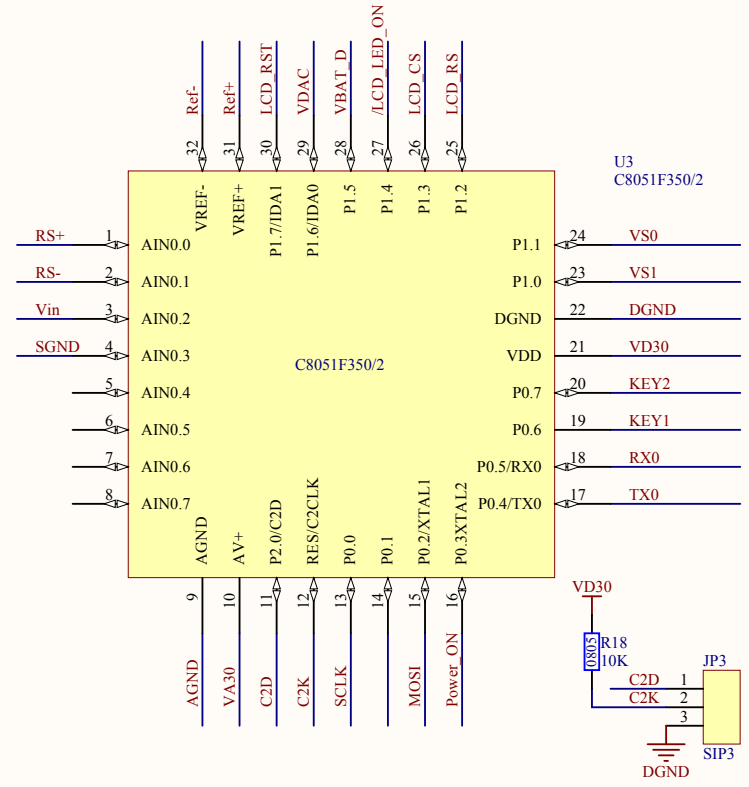 Ref-
Ref+
LCD_RST
VDAC
VBAT_D
/LCD_LED_ON
LCD_CS
LCD_RS
32
31
30
29
28
27
26
25
U3
C8051F350/2
VREF-
VREF+
P1.7/IDA1
P1.6/IDA0
P1.5
P1.4
P1.3
P1.2
RS+ 1 AIN0.0
RS- 2 AIN0.1
Vin 3 AIN0.2
SGND 4 AIN0.3
5 AIN0.4
6 AIN0.5
7 AIN0.6
8 AIN0.7
C8051F350/2
P1.1 24 VS0
P1.0 23 VS1
DGND 22 DGND
VDD 21 VD30
P0.7 20 KEY2
P0.6 19 KEY1
P0.5/RX0 18 RX0
P0.4/TX0 17 TX0
AGND
AV+
P2.0/C2D
RES/C2CLK
P0.0
P0.1
P0.2/XTAL1
P0.3XTAL2
9
10
11
12
13
14
15
16
AGND
VA30
C2D
C2K
SCLK
MOSI
Power_ON
VD30
0805
R18
10K
JP3
C2D 1
C2K 2
3
SIP3
DGND